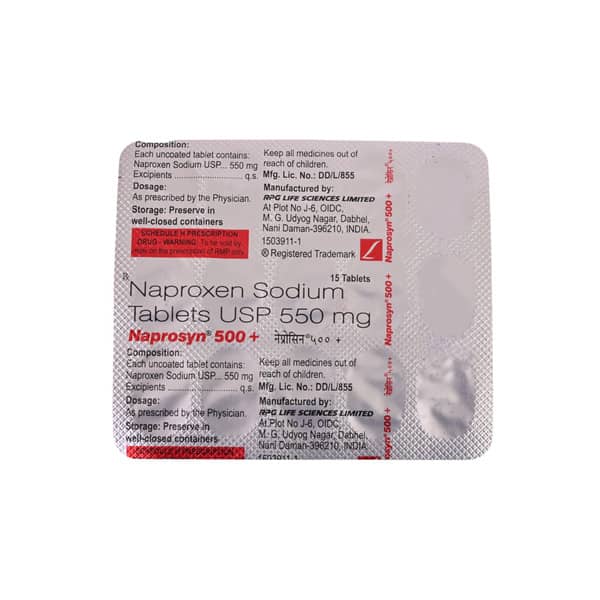 Composition:
Each uncoated tablet contains:
Naproxen Sodium USP... 550 mg
Excipients ..................... q.s.
Dosage:
As prescribed by the Physician.
Storage: Preserve in
well-closed containers
SCHEDULE H PRESCRIPTION
DRUG - WARNING: To be sold by
retail on the prescription of RMP only.
Keep all medicines out of
reach of children.
Mfg. Lic. No.: DD/L/855
Manufactured by:
RPG LIFE SCIENCES LIMITED
At Plot No J-6, OIDC,
M. G. Udyog Nagar, Dabhel,
Nani Daman-396210, INDIA.
1503911-1
® Registered Trademark
Rx
15 Tablets
Naproxen Sodium
Tablets USP 550 mg
Naprosyn® 500 + नेप्रोसिन® ५०० +
Composition:
Each uncoated tablet contains:
Naproxen Sodium USP... 550 mg
Excipients ..................... q.s.
Dosage:
As prescribed by the Physician.
Storage: Preserve in
well-closed containers
SCHEDULE H PRESCRIPTION
Keep all medicines out of
reach of children.
Mfg. Lic. No.: DD/L/855
Manufactured by:
RPG LIFE SCIENCES LIMITED
At Plot No J-6, OIDC,
M. G. Udyog Nagar, Dabhel,
Nani Daman-396210, INDIA.
1503911-1
Naprosyn® 500 +
Naprosyn® 500 +